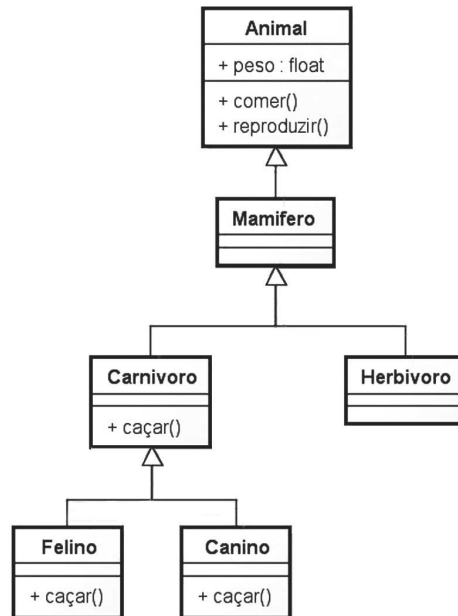 Animal
+ peso : float
+ comer()
+ reproduzir()
Mamifero
Carnivoro
+ caçar()
Herbivoro
Felino
+ caçar()
Canino
+ caçar()